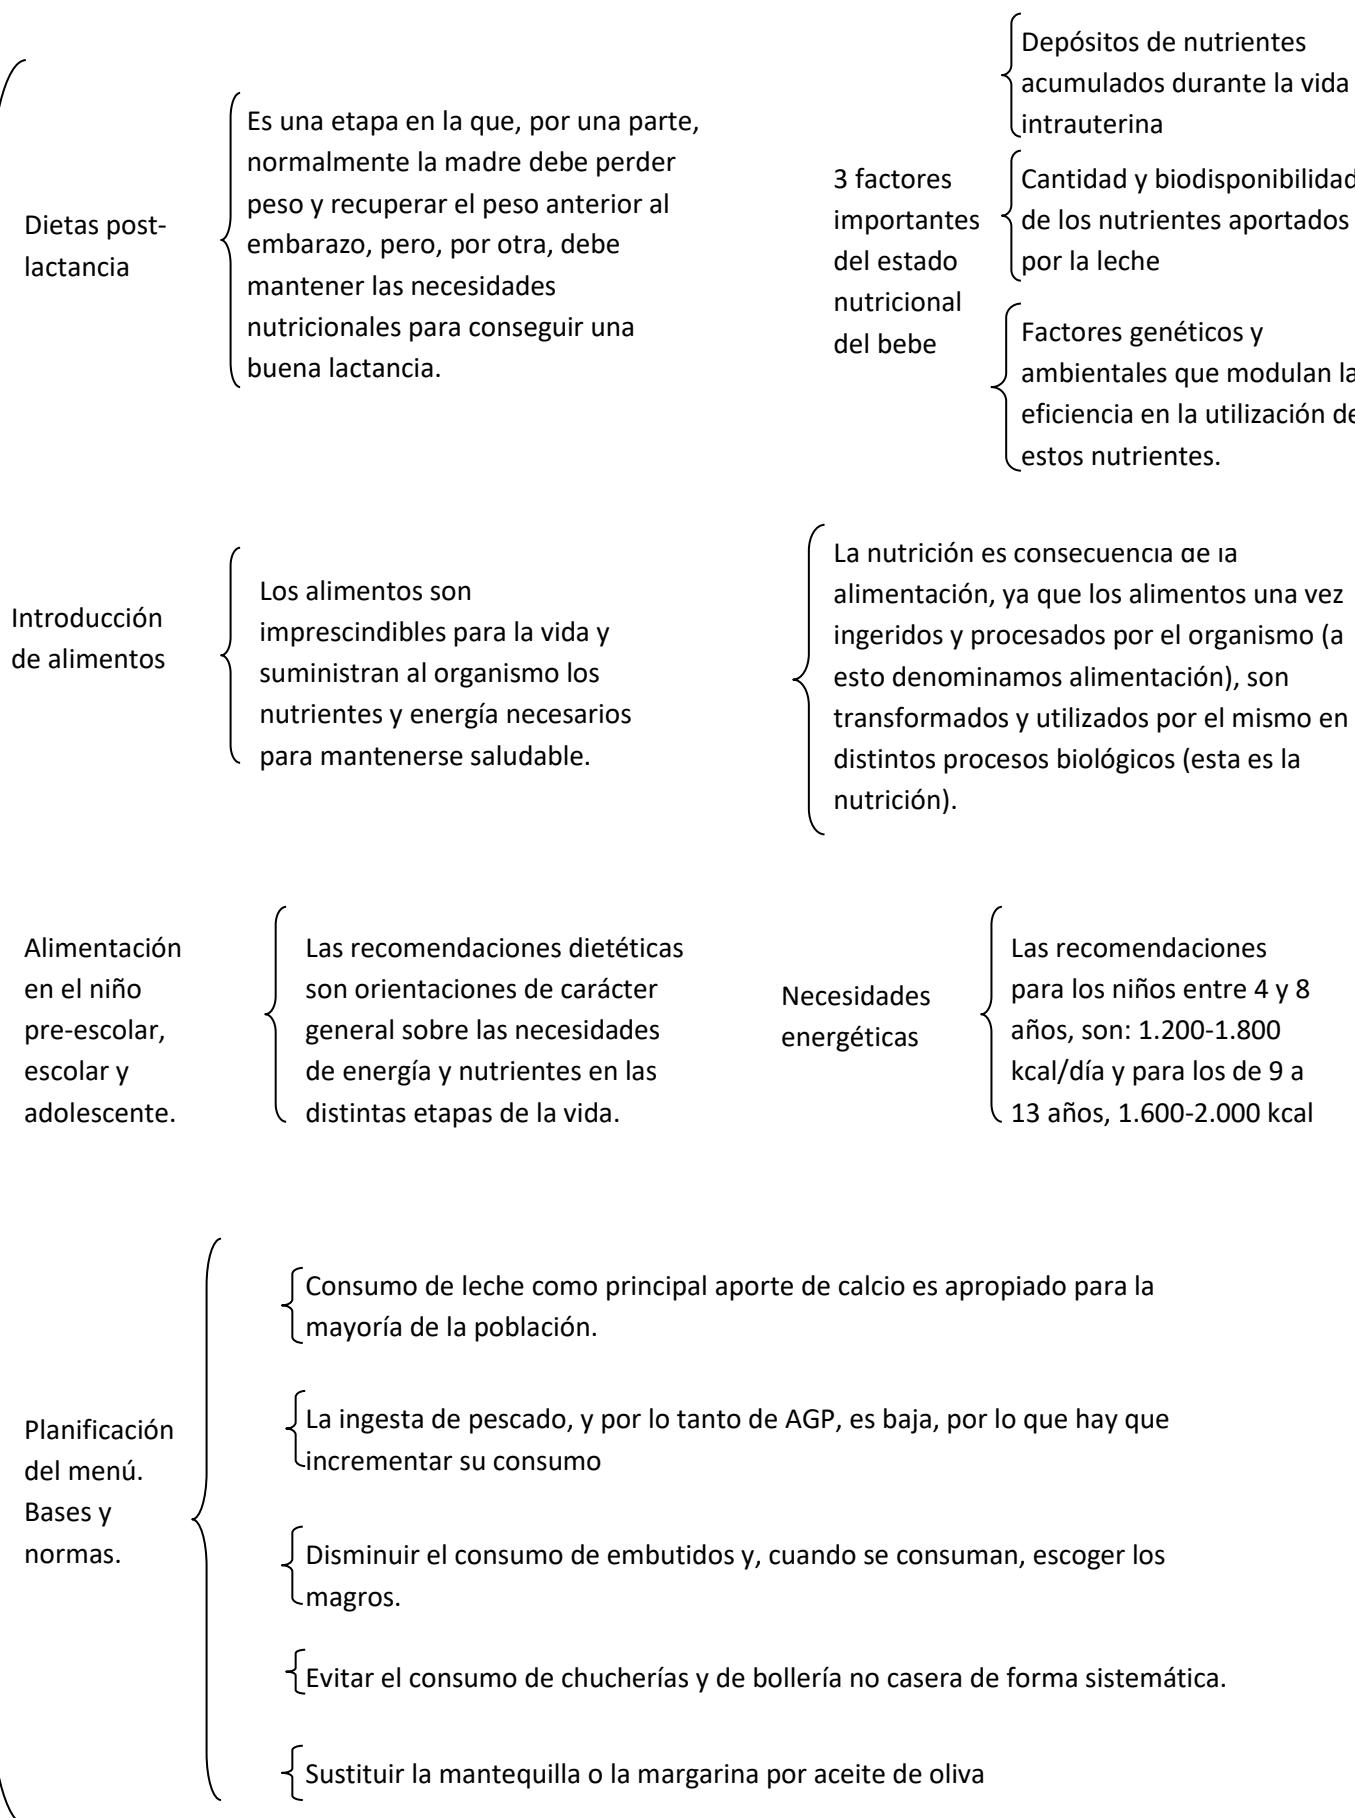 Dietas post-
lactancia
Es una etapa en la que, por una parte,
normalmente la madre debe perder
peso y recuperar el peso anterior al
embarazo, pero, por otra, debe
mantener las necesidades
nutricionales para conseguir una
buena lactancia.
3 factores
importantes
del estado
nutricional
del bebe
Depósitos de nutrientes
acumulados durante la vida
intrauterina
Cantidad y biodisponibilidad
de los nutrientes aportados
por la leche
Factores genéticos y
ambientales que modulan la
eficiencia en la utilización de
estos nutrientes.
Introducción
de alimentos
Los alimentos son
imprescindibles para la vida y
suministran al organismo los
nutrientes y energía necesarios
para mantenerse saludable.
La nutrición es consecuencia de la
alimentación, ya que los alimentos una vez
ingeridos y procesados por el organismo (a
esto denominamos alimentación), son
transformados y utilizados por el mismo en
distintos procesos biológicos (esta es la
nutrición).
Alimentación
en el niño
pre-escolar,
escolar y
adolescente.
Las recomendaciones dietéticas
son orientaciones de carácter
general sobre las necesidades
de energía y nutrientes en las
distintas etapas de la vida.
Necesidades
energéticas
Las recomendaciones
para los niños entre 4 y 8
años, son: 1.200-1.800
kcal/día y para los de 9 a
13 años, 1.600-2.000 kcal
Planificación
del menú.
Bases y
normas.
Consumo de leche como principal aporte de calcio es apropiado para la
mayoría de la población.
La ingesta de pescado, y por lo tanto de AGP, es baja, por lo que hay que
incrementar su consumo
Disminuir el consumo de embutidos y, cuando se consuman, escoger los
magros.
Evitar el consumo de chucherías y de bollería no casera de forma sistemática.
Sustituir la mantequilla o la margarina por aceite de oliva